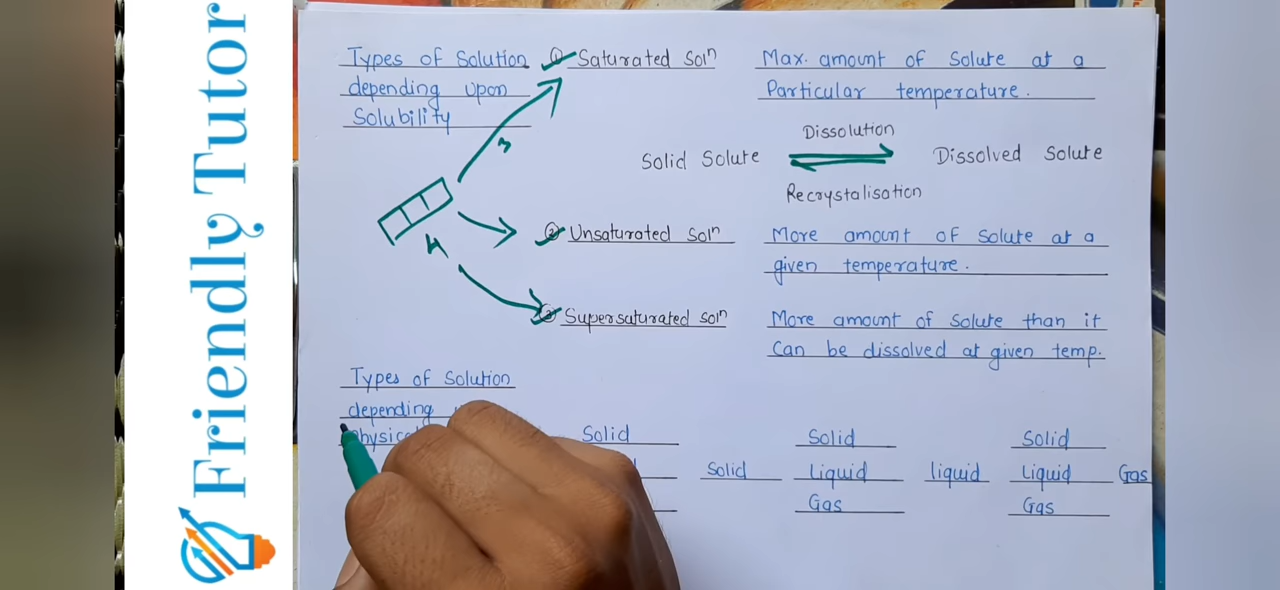 Friendly Tutor
Types of Solution
depending upon
Solubility
① Saturated Solⁿ
Max. amount of Solute at a
Particular temperature.
3
Solid Solute
Dissolution
Recrystalisation
Dissolved Solute
② Unsaturated Solⁿ
More amount of Solute at a
given temperature.
③ Supersaturated Solⁿ
More amount of Solute than it
Can be dissolved at given temp.
Types of Solution
depending
Solid
Solid
Solid
Solid
Liquid
liquid
Liquid
Gas
Gas
Gas